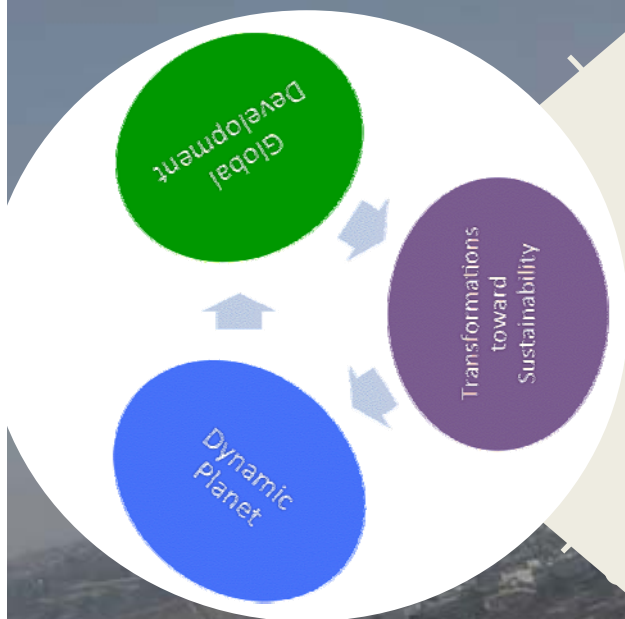 Global
Development
Transformations
toward
Sustainability
Dynamic
Planet